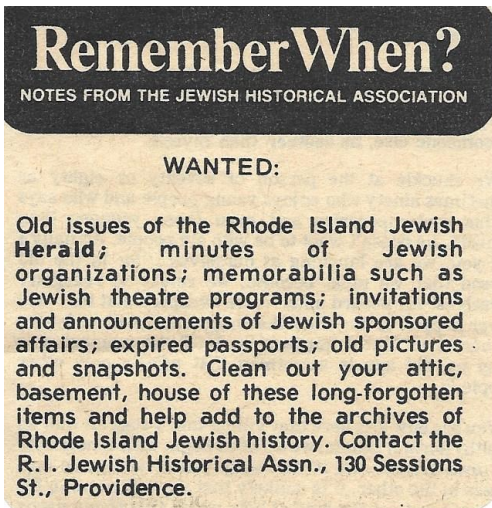 Remember When?
NOTES FROM THE JEWISH HISTORICAL ASSOCIATION
WANTED:
Old issues of the Rhode Island Jewish
Herald; minutes of Jewish
organizations; memorabilia such as
Jewish theatre programs; invitations
and announcements of Jewish sponsored
affairs; expired passports; old pictures
and snapshots. Clean out your attic,
basement, house of these long-forgotten
items and help add to the archives of
Rhode Island Jewish history. Contact the
R.I. Jewish Historical Assn., 130 Sessions
St., Providence.